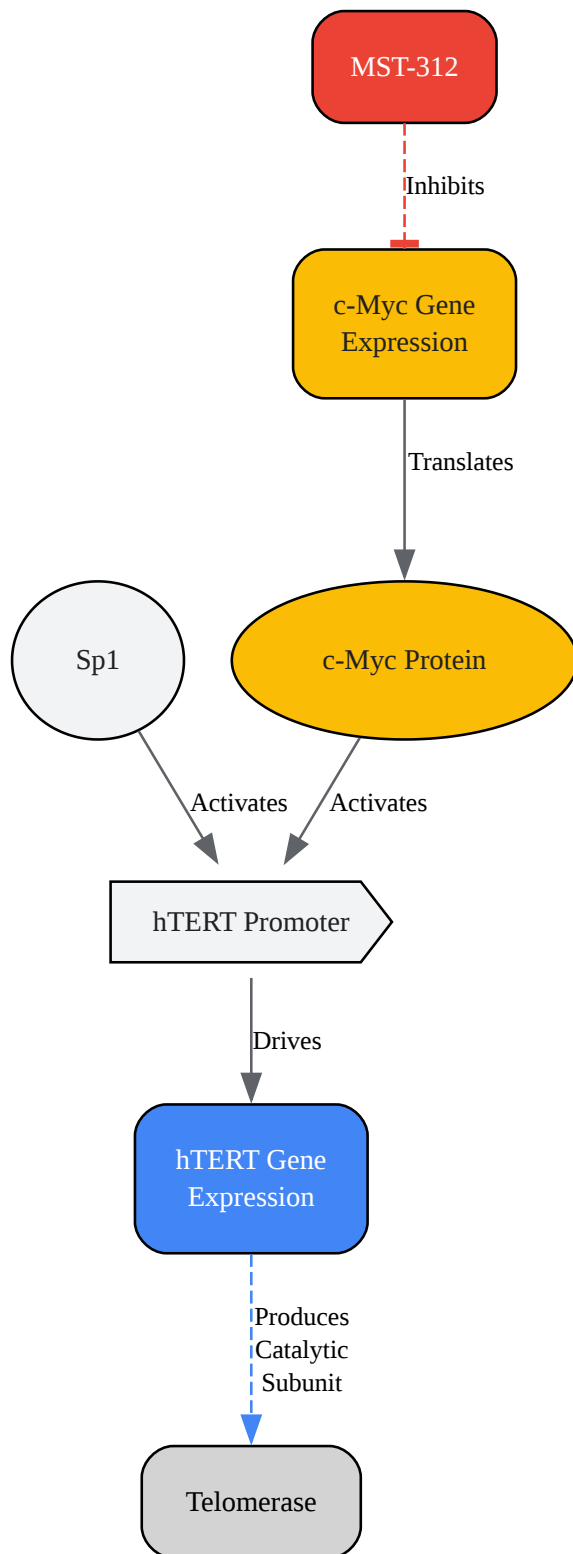 MST-312
Inhibits
c-Myc Gene
Expression
Translates
Sp1
c-Myc Protein
Activates
Activates
hTERT Promoter
Drives
hTERT Gene
Expression
Produces
Catalytic
Subunit
Telomerase